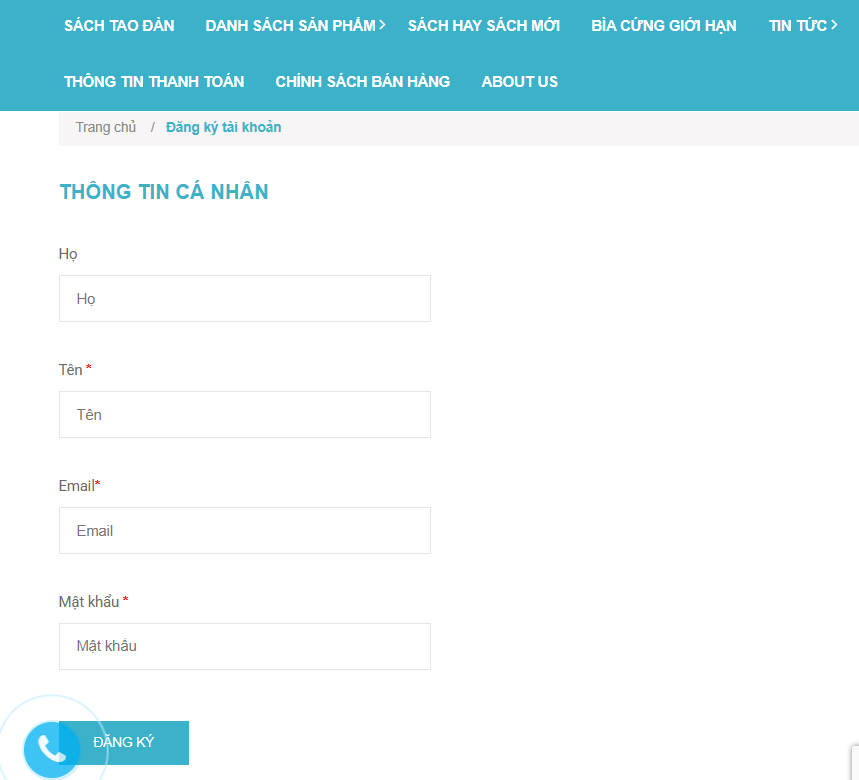 SÁCH TAO ĐÀN DANH SÁCH SẢN PHẨM SÁCH HAY SÁCH MỚI BÌA CỨNG GIỚI HẠN TIN TỨC
THÔNG TIN THANH TOÁN CHÍNH SÁCH BÁN HÀNG ABOUT US
Trang chủ / Đăng ký tài khoản
THÔNG TIN CÁ NHÂN
Họ
Họ
Tên *
Tên
Email*
Email
Mật khẩu *
Mật khẩu
ĐĂNG KÝ